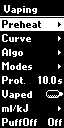 Vaping
Preheat
Curve
Algo
Modes
Prot. 10.0s
Vaped
ml/kJ
PuffOff Off